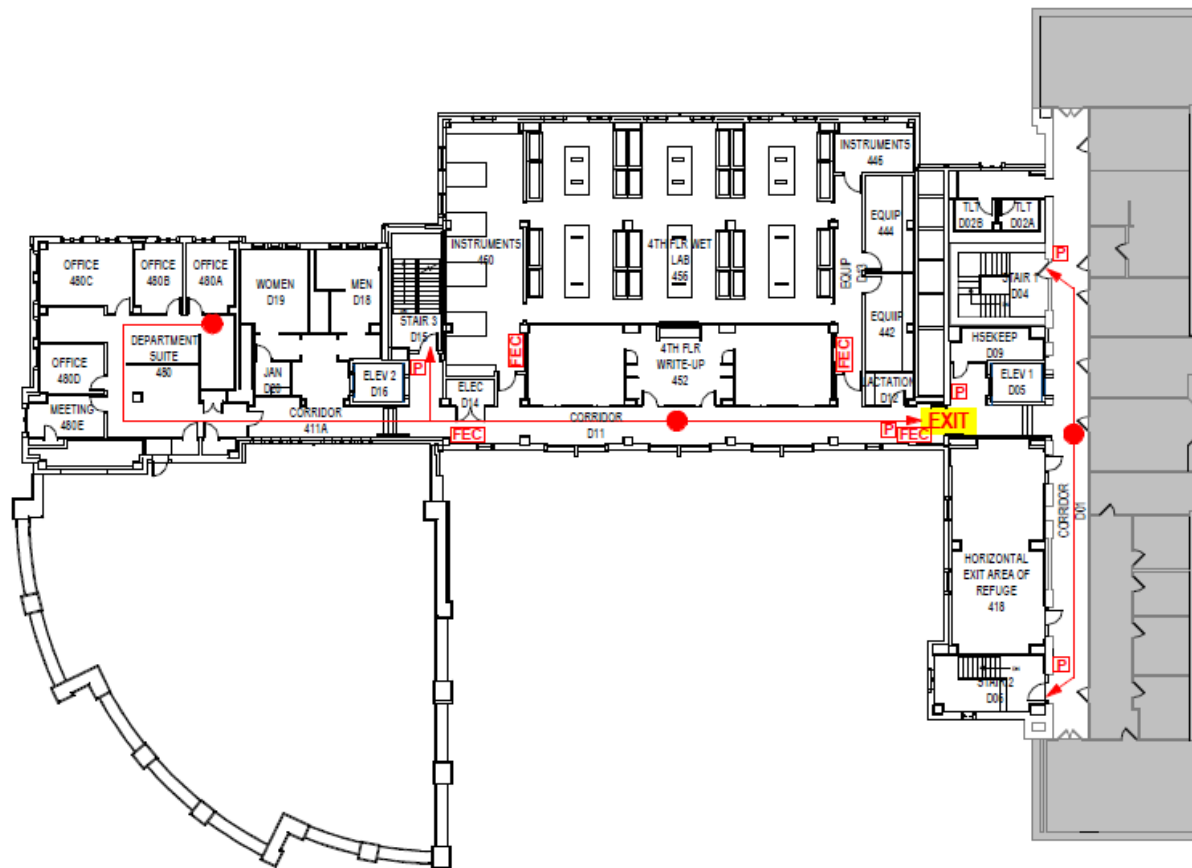 INSTRUMENTS
TLT
D02B
TLT
D02A
EQUIP
444
OFFICE
480C
OFFICE
480B
OFFICE
480A
INSTRUMENTS
460
4TH FLR WET
LAB
456
EQUIP
P
STAIR 1
D04
WOMEN
D19
MEN
D18
STAIR 3
D15
EQUIP
442
DEPARTMENT
SUITE
480
FEC
4TH FLR
WRITE-UP
452
FEC
HSEKEEP
D09
OFFICE
480D
JAN
D20
ELEV 2
D16
P
ELEC
D14
LACTATION
D12
P
ELEV 1
D05
MEETING
480E
CORRIDOR
411A
FEC
CORRIDOR
D11
P
FEC
EXIT
CORRIDOR
D01
HORIZONTAL
EXIT AREA OF
REFUGE
418
P
STAIR 2